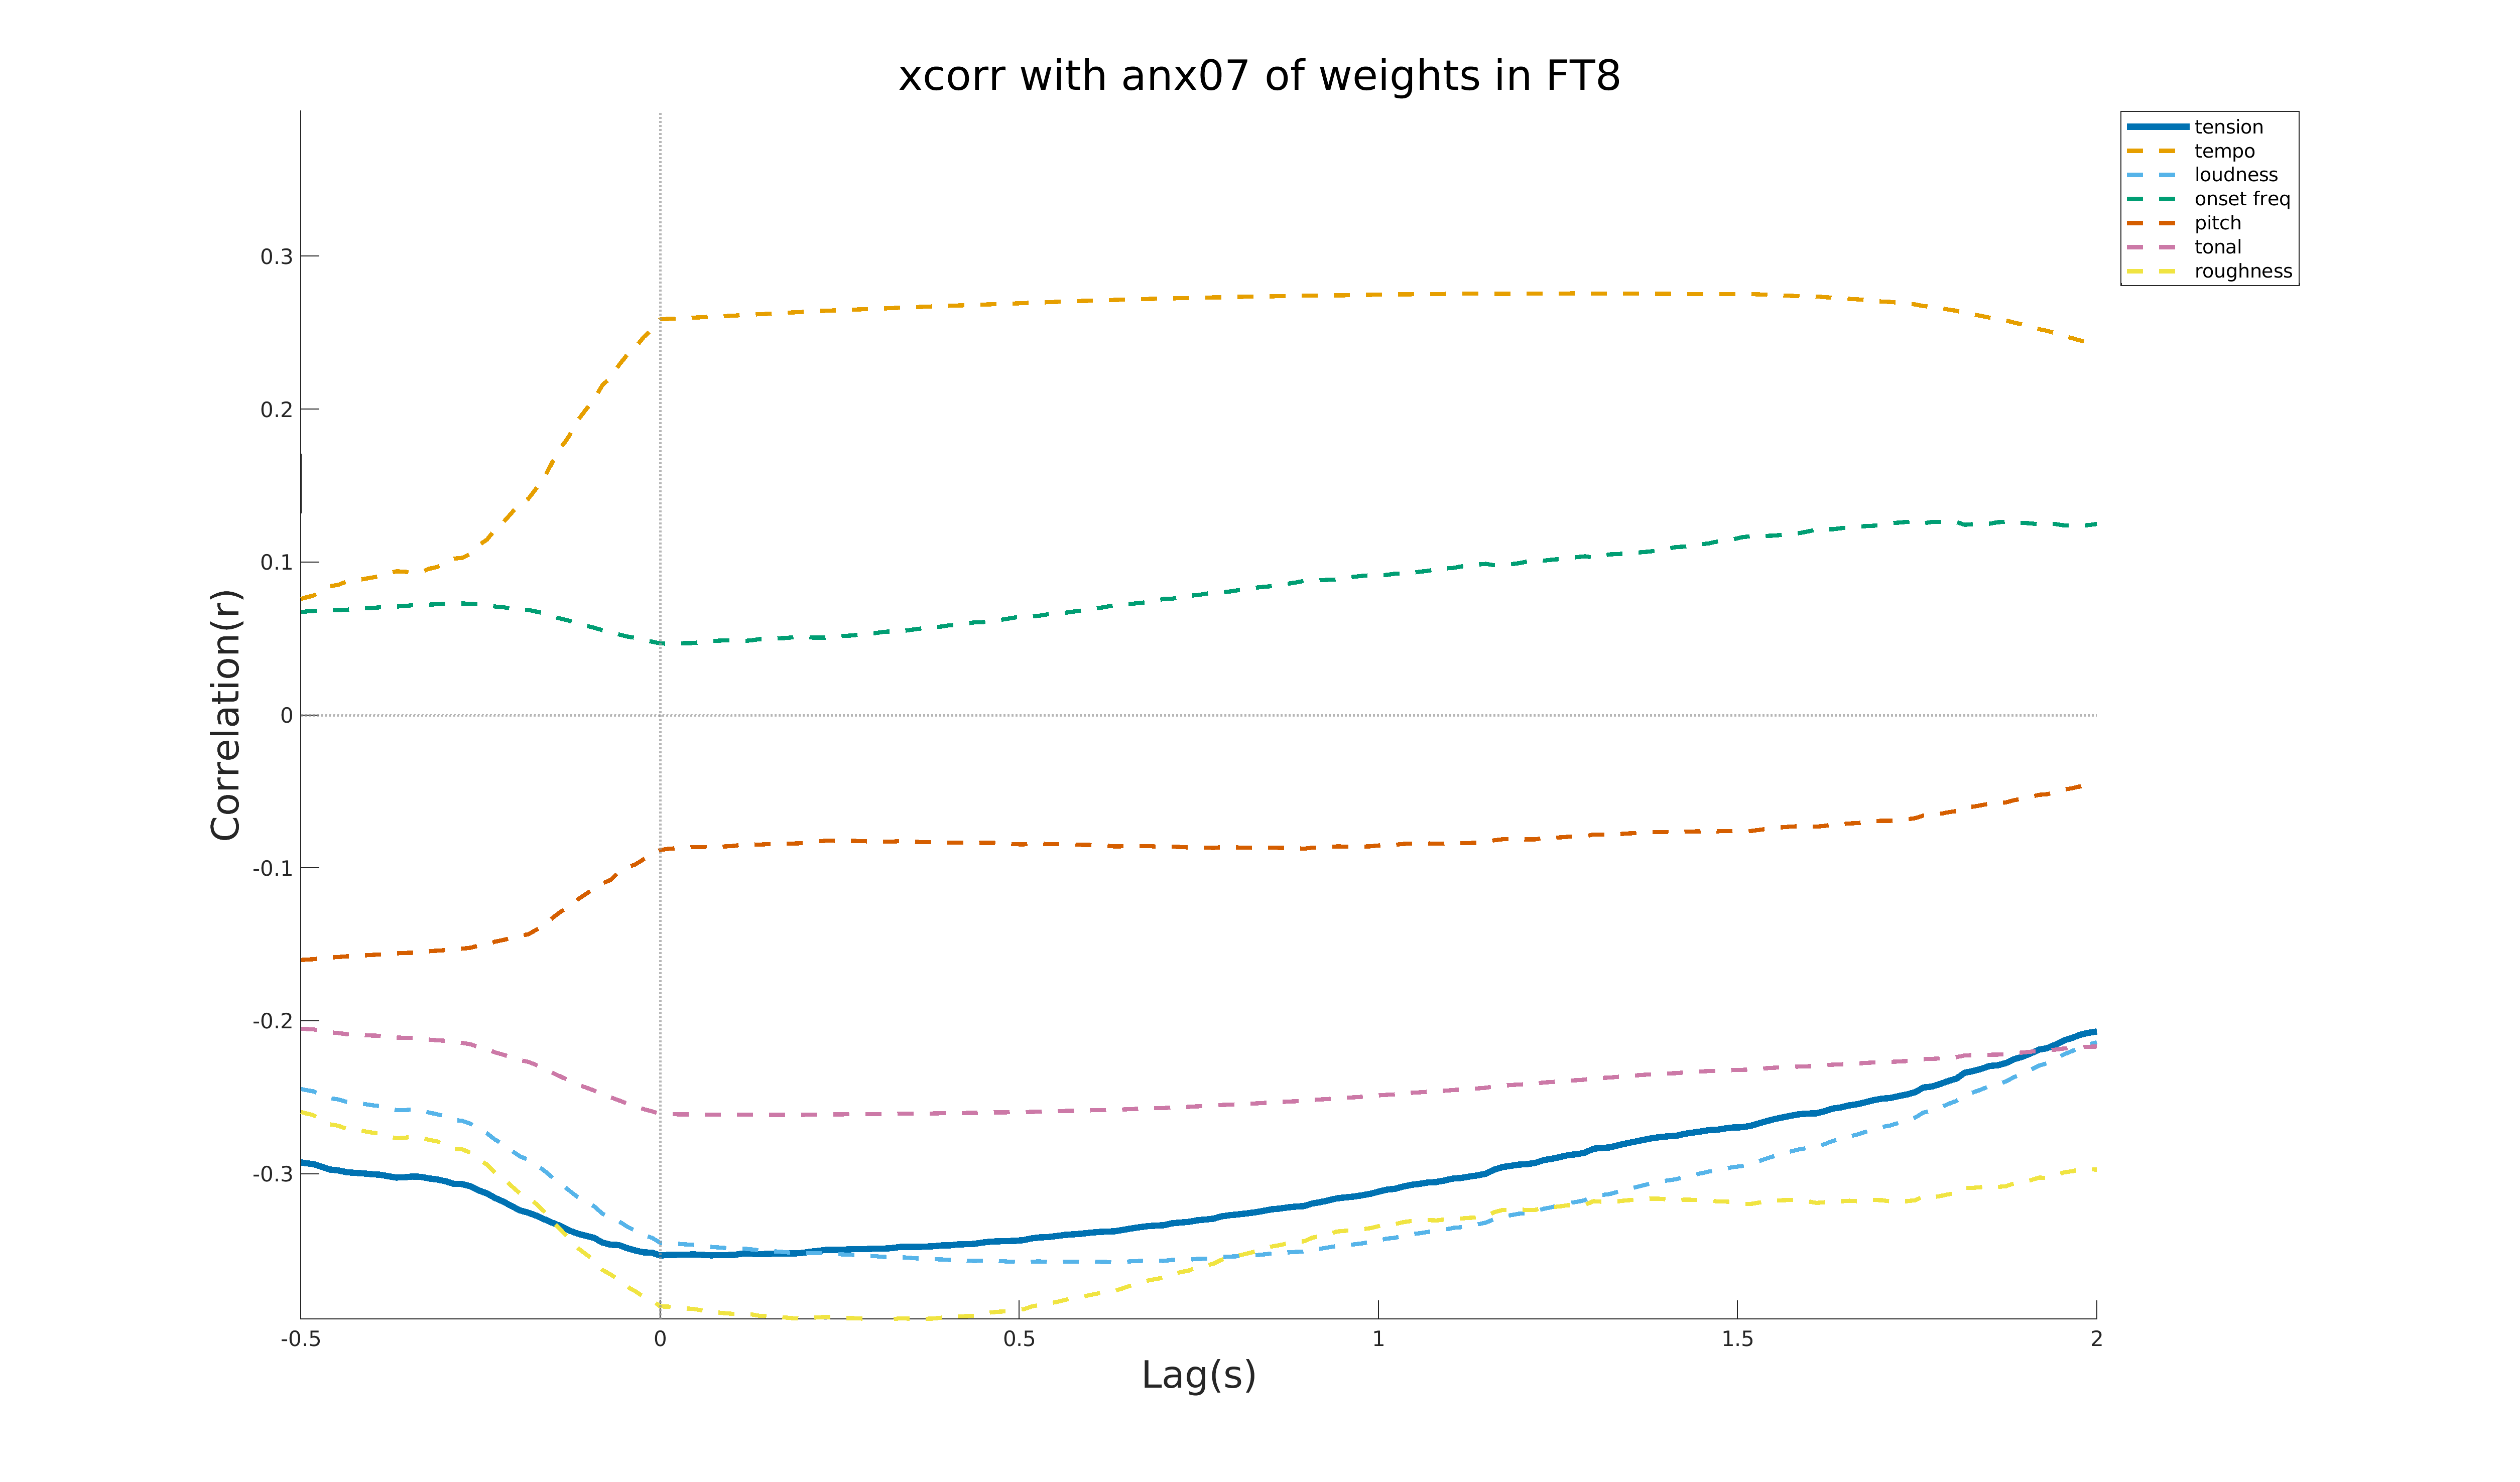 xcorr with anx07 of weights in FT8
tension
tempo
loudness
onset freq
pitch
tonal
roughness
Correlation(r)
0.3
0.2
0.1
0
-0.1
-0.2
-0.3
-0.5
0
0.5
1
1.5
2
Lag(s)